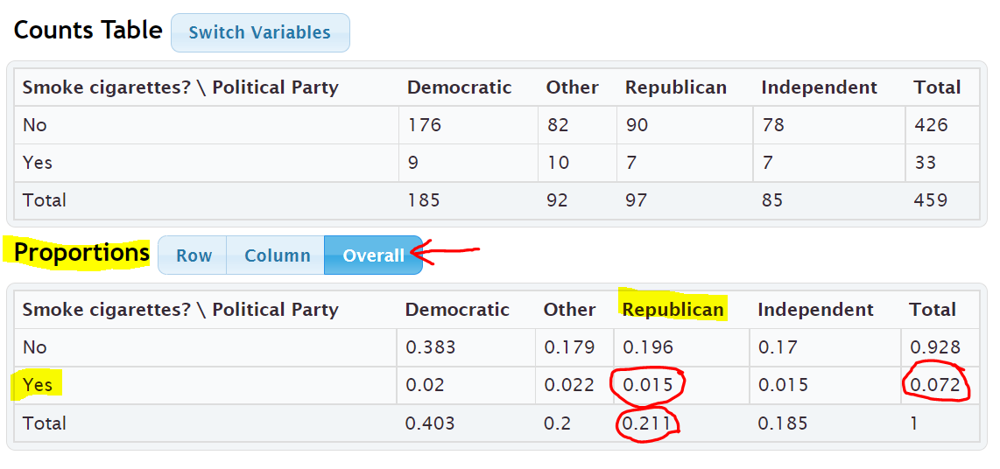 Counts Table Switch Variables
Smoke cigarettes? \ Political Party Democratic Other Republican Independent Total
No 176 82 90 78 426
Yes 9 10 7 7 33
Total 185 92 97 85 459
Proportions Row Column Overall
Smoke cigarettes? \ Political Party Democratic Other Republican Independent Total
No 0.383 0.179 0.196 0.17 0.928
Yes 0.02 0.022 0.015 0.015 0.072
Total 0.403 0.2 0.211 0.185 1